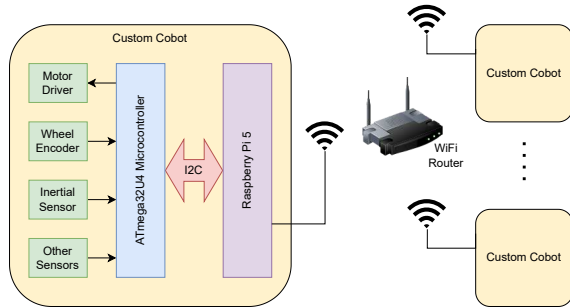 Custom Cobot
Motor
Driver
Wheel
Encoder
Inertial
Sensor
Other
Sensors
ATmega32U4 Microcontroller
I2C
Raspberry Pi 5
WiFi
Router
Custom Cobot
Custom Cobot